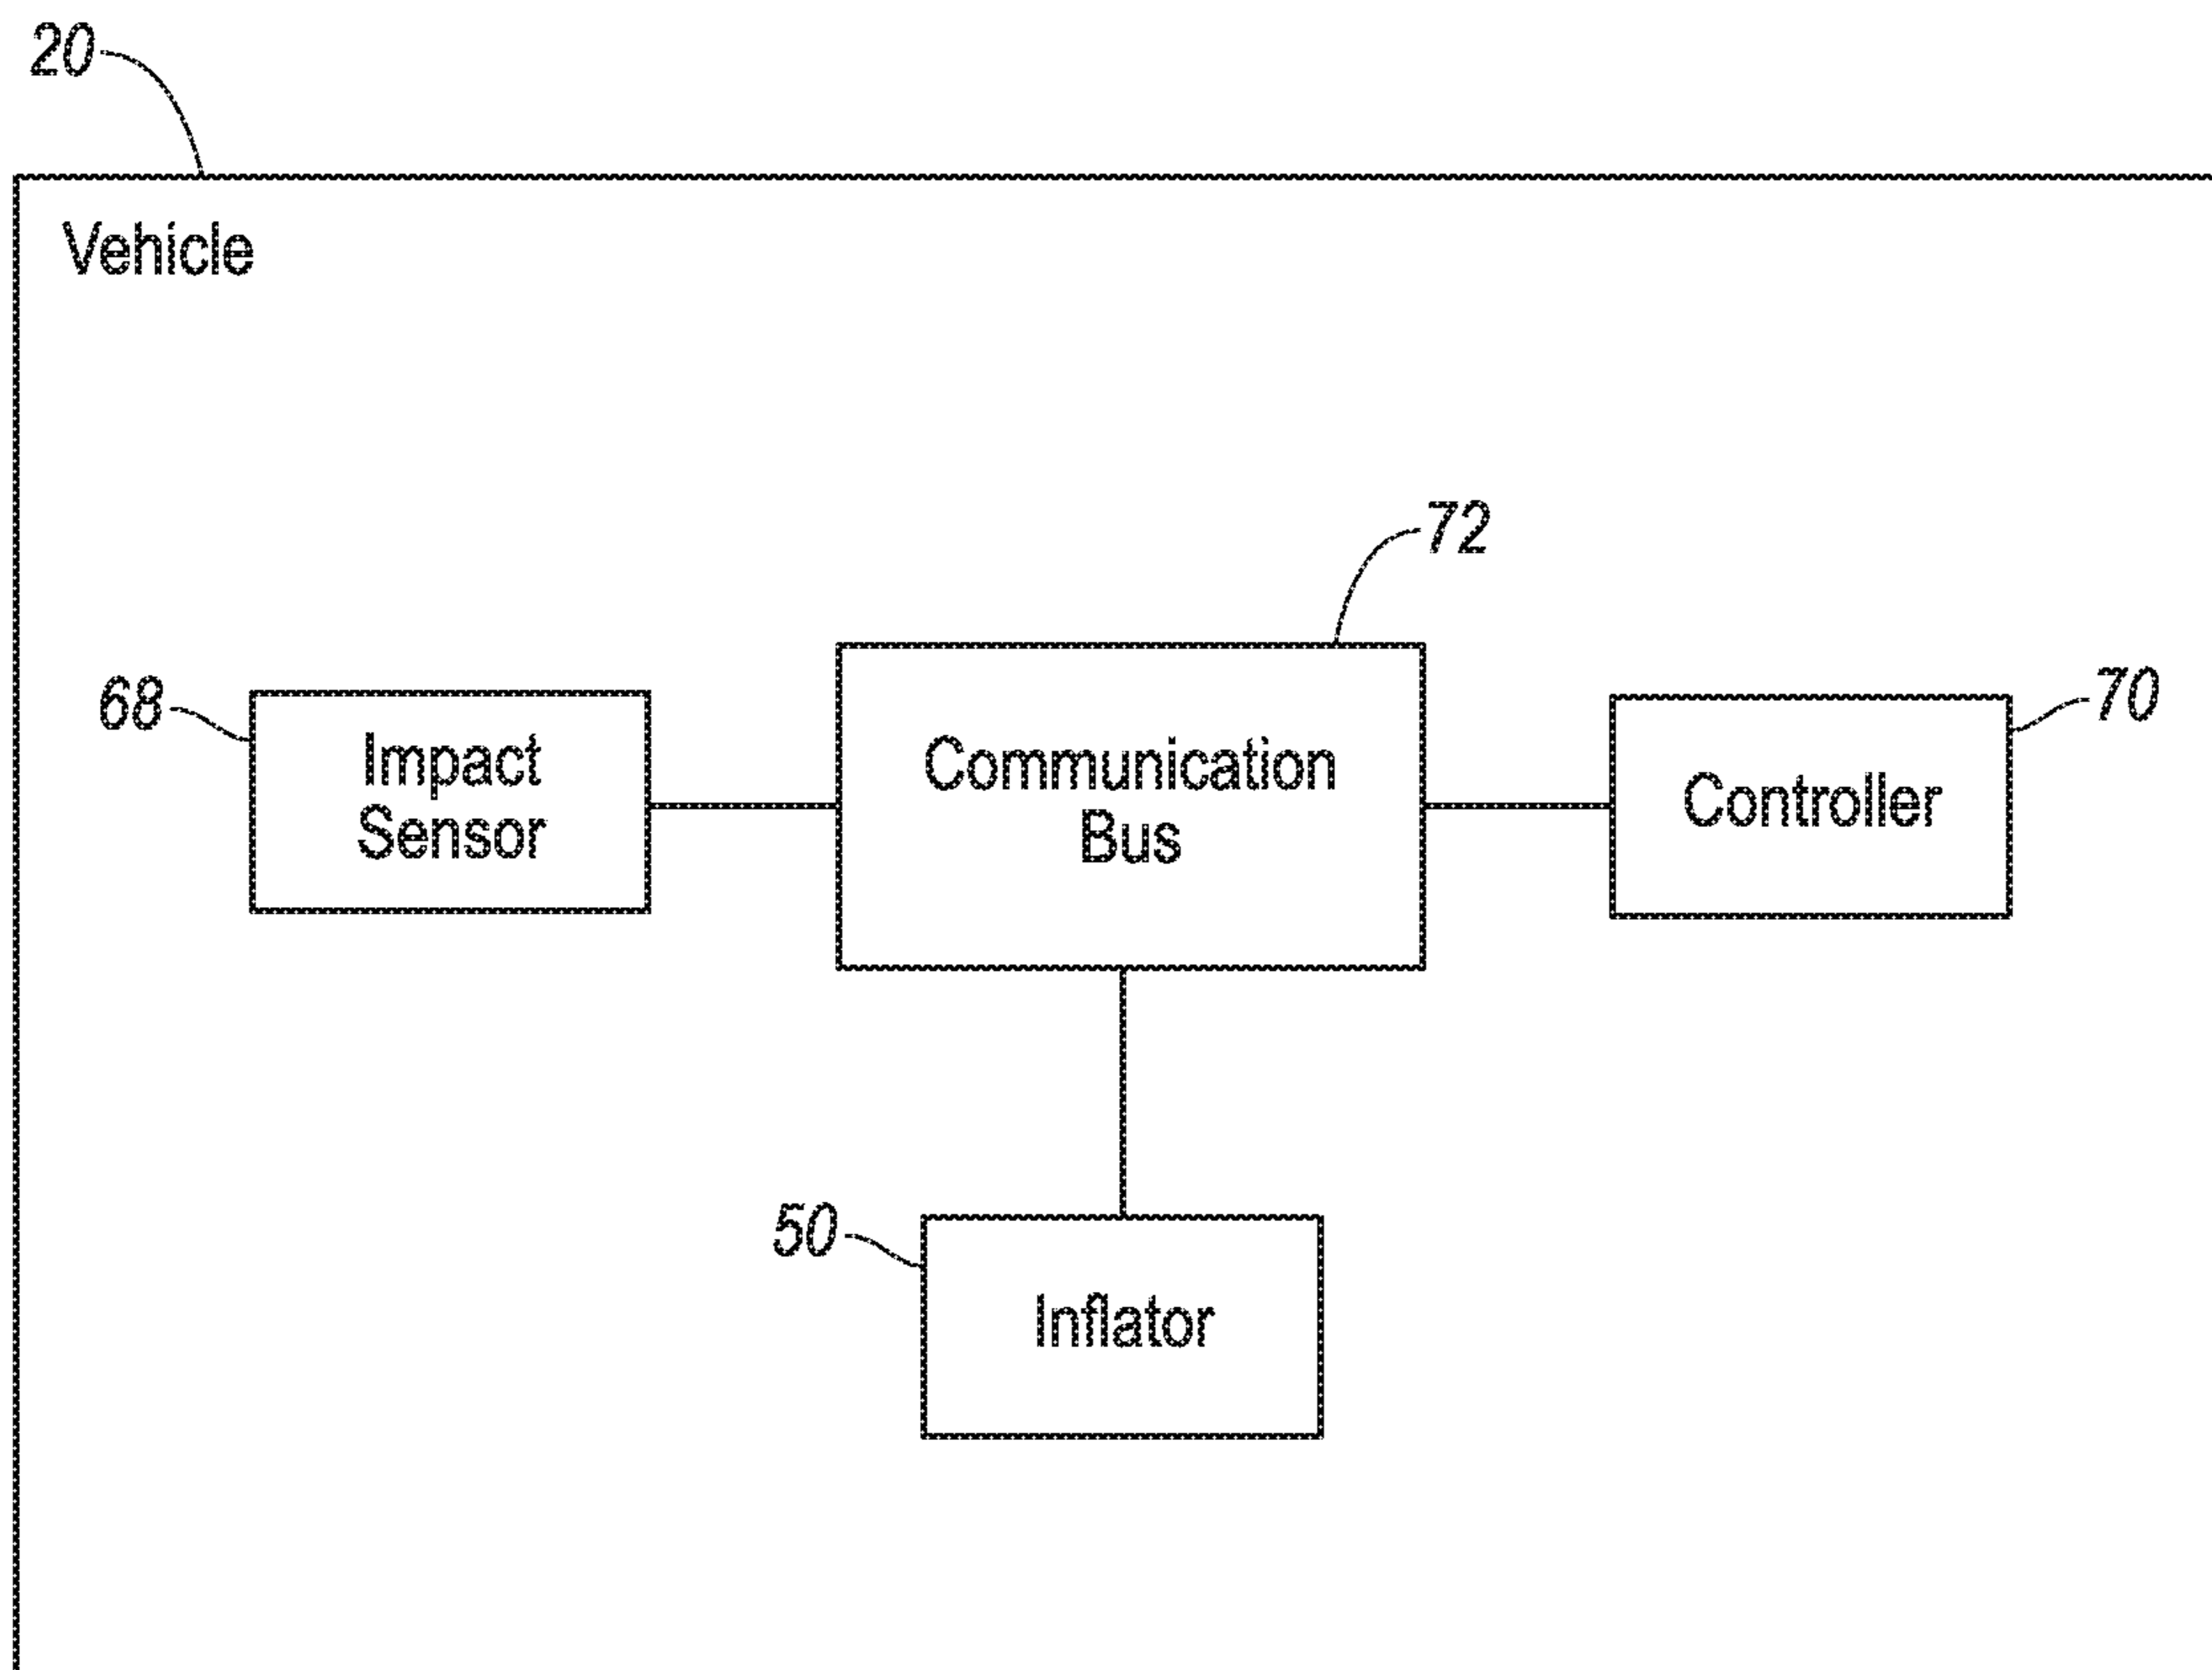 20
Vehicle
72
68
70
Impact
Sensor
Communication
Bus
Controller
50
Inflator